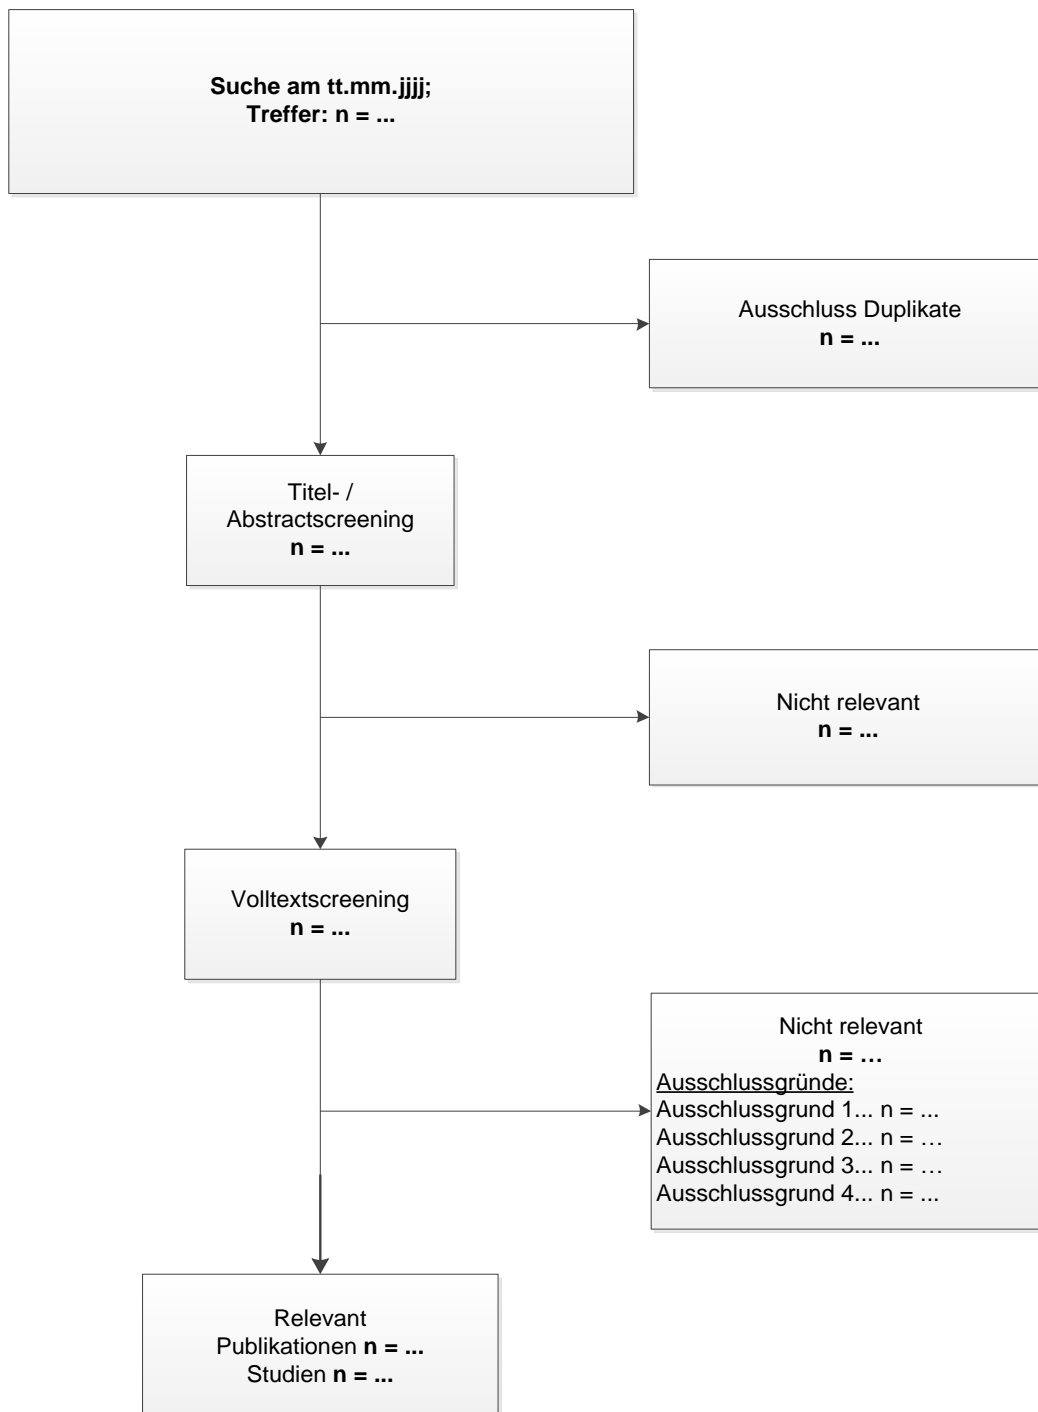 Suche am tt.mm.jjjj;
Treffer: n = ...
Ausschluss Duplikate
n = ...
Titel- /
Abstractscreening
n = ...
Nicht relevant
n = ...
Volltextscreening
n = ...
Nicht relevant
n = …
Ausschlussgründe:
Ausschlussgrund 1... n = ...
Ausschlussgrund 2... n = …
Ausschlussgrund 3... n = …
Ausschlussgrund 4... n = ...
Relevant
Publikationen n = ...
Studien n = ...